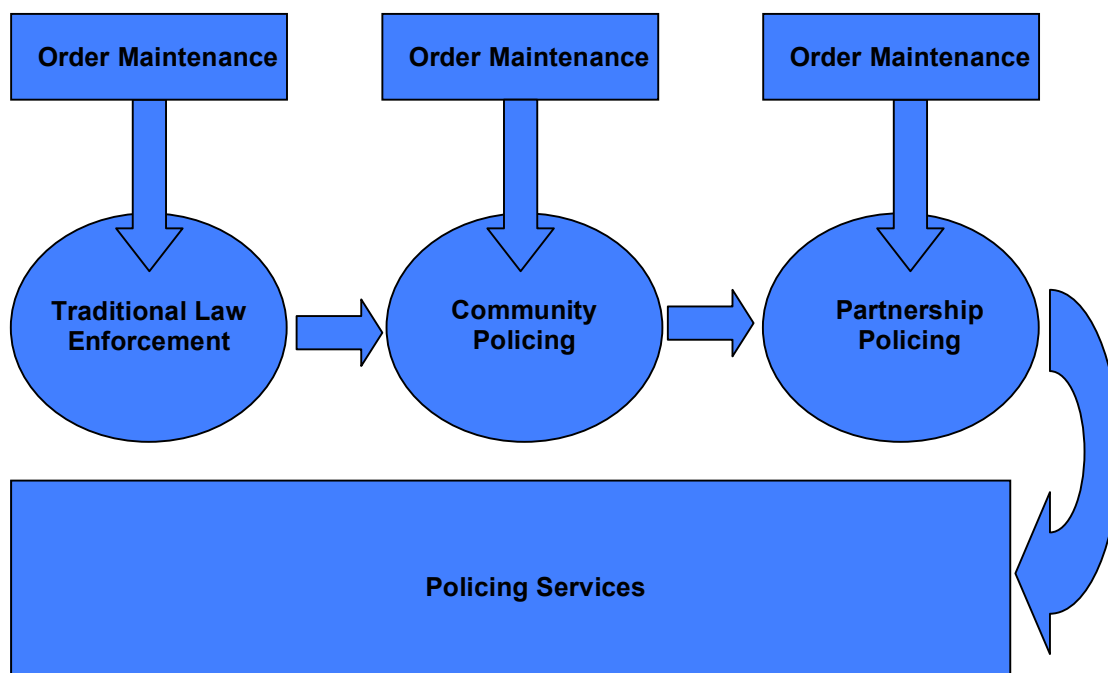 Order Maintenance
Order Maintenance
Order Maintenance
Traditional Law
Enforcement
Community
Policing
Partnership
Policing
Policing Services